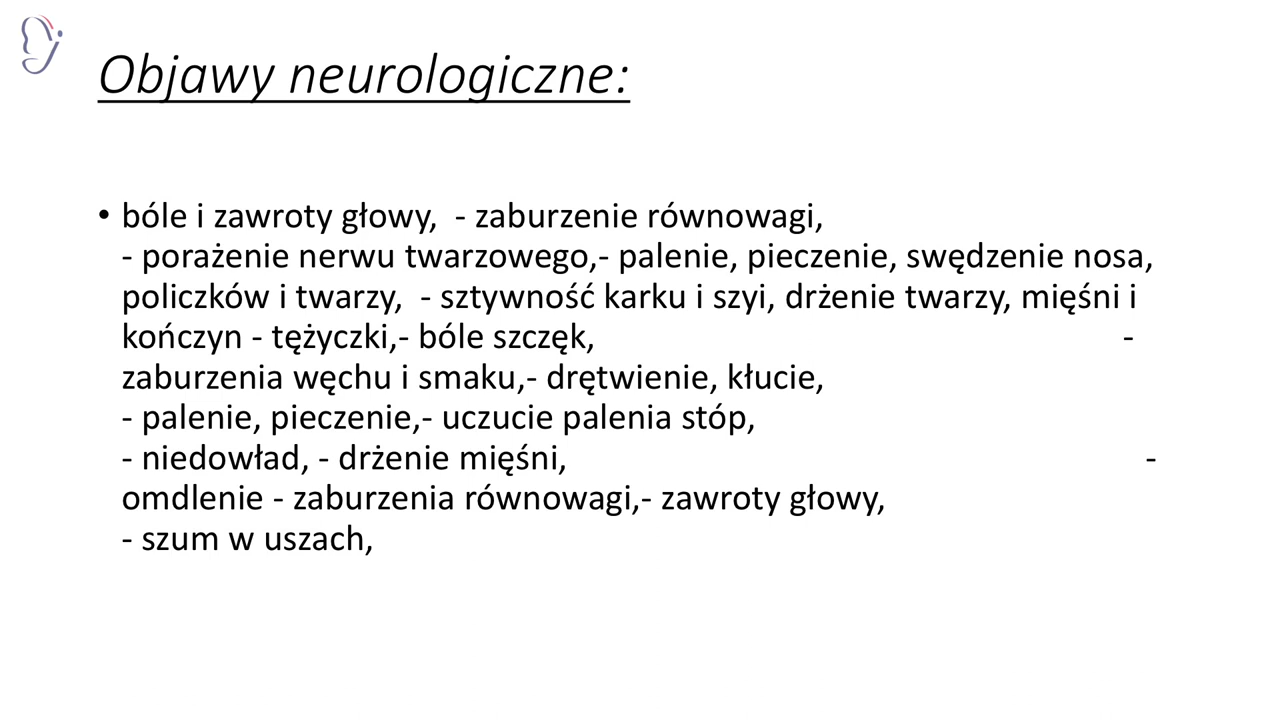 Objawy neurologiczne:
• bóle i zawroty głowy,  - zaburzenie równowagi,
- porażenie nerwu twarzowego,- palenie, pieczenie, swędzenie nosa,
policzków i twarzy,  - sztywność karku i szyi, drżenie twarzy, mięśni i
kończyn - tężyczki,- bóle szczęk, -
zaburzenia węchu i smaku,- drętwienie, kłucie,
- palenie, pieczenie,- uczucie palenia stóp,
- niedowład, - drżenie mięśni, -
omdlenie - zaburzenia równowagi,- zawroty głowy,
- szum w uszach,